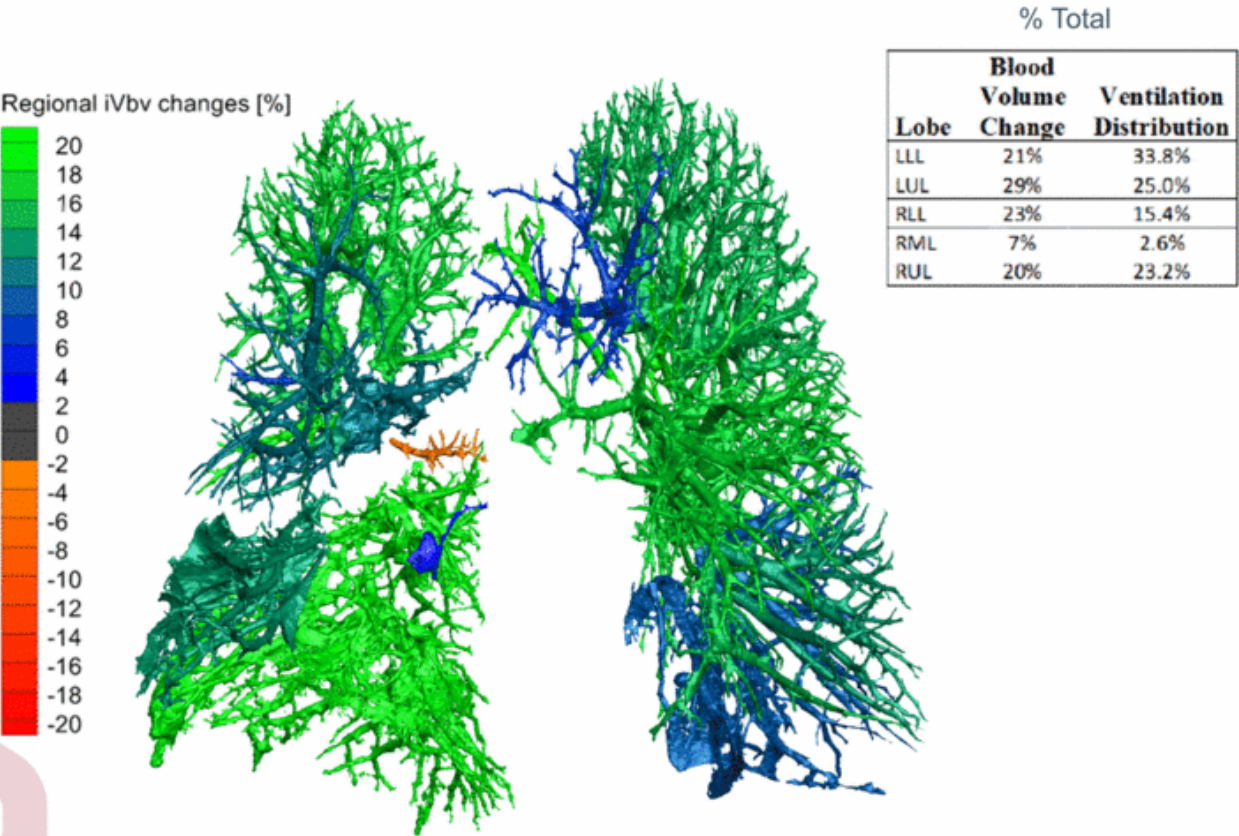 % Total
Blood
Volume Ventilation
Lobe Change Distribution
LLL 21% 33.8%
LUL 29% 25.0%
RLL 23% 15.4%
RML 7% 2.6%
RUL 20% 23.2%
Regional iVbv changes [%]
20
18
16
14
12
10
8
6
4
2
0
-2
-4
-6
-8
-10
-12
-14
-16
-18
-20